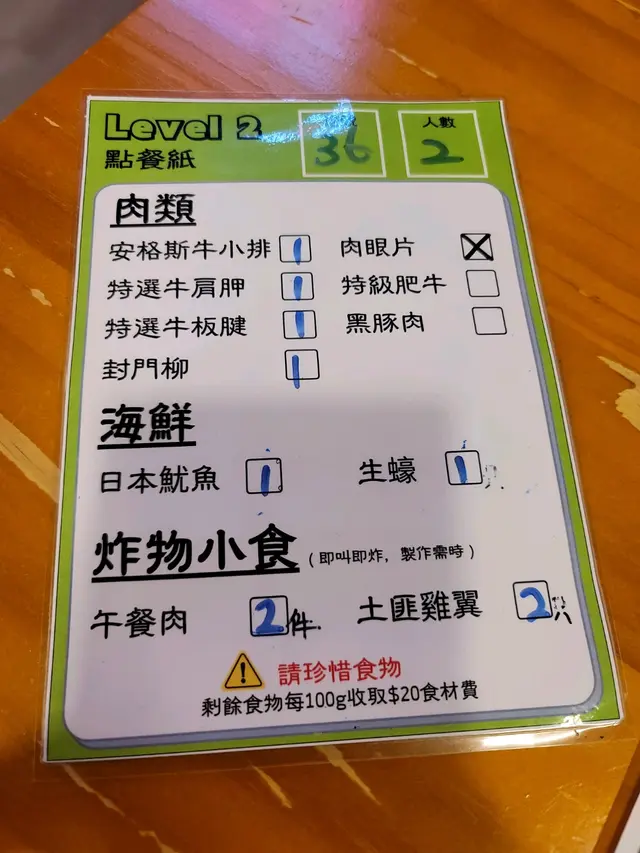 Level 2
點餐紙
36
人數
2
肉類
安格斯牛小排 1 肉眼片
特選牛肩胛 1 特級肥牛
特選牛板腱 1 黑豚肉
封門柳 1
海鮮
日本魷魚 1 生蠔 1
炸物小食(即叫即炸, 製作需時)
午餐肉 2件 土匪雞翼 2
請珍惜食物
剩餘食物每100g收取$20食材費